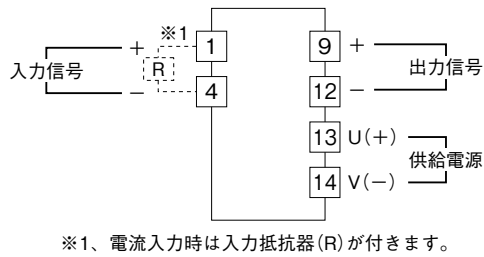 ※1
+
1
R
入力信号
−
4
9
+
出力信号
12
−
13
U(+)
供給電源
14
V(−)
※1、電流入力時は入力抵抗器(R)が付きます。